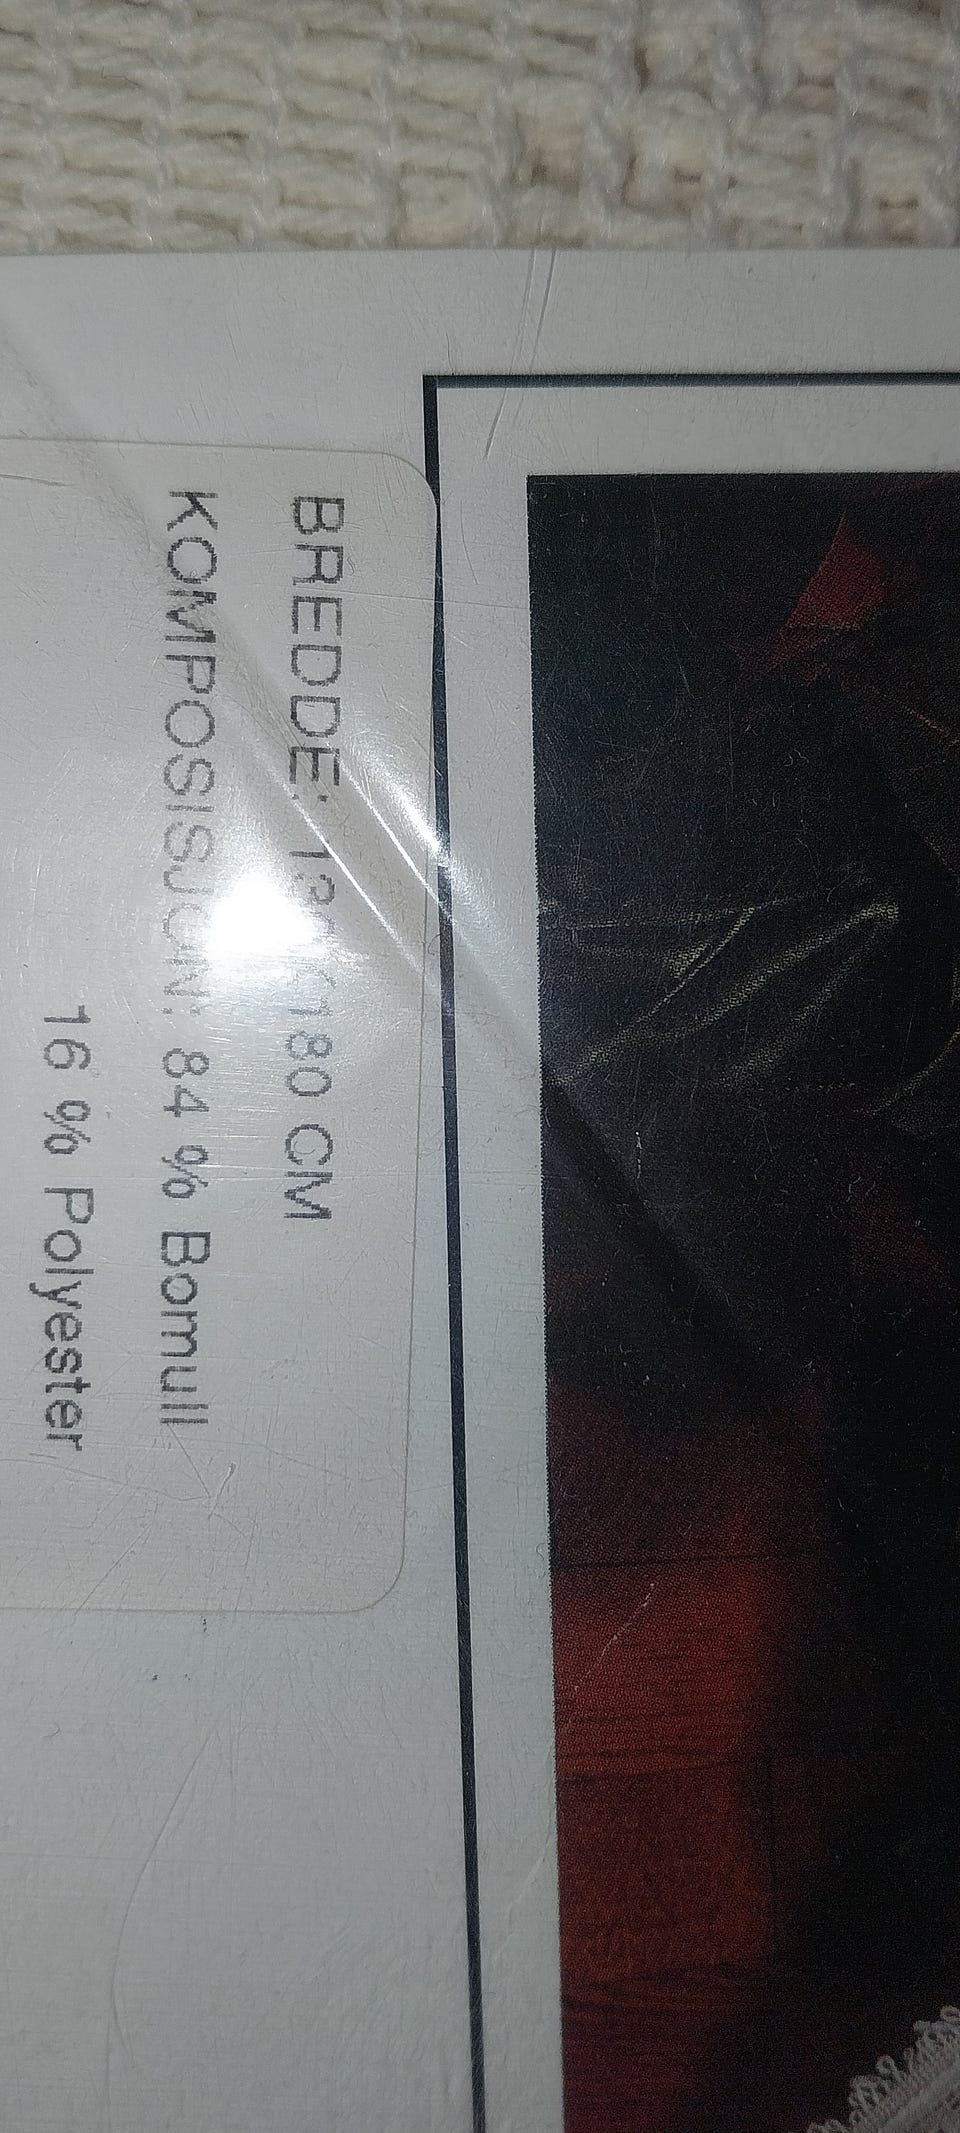 BREDDE: 180 CM
KOMPOSISJON: 84 % Bomull
16 % Polyester